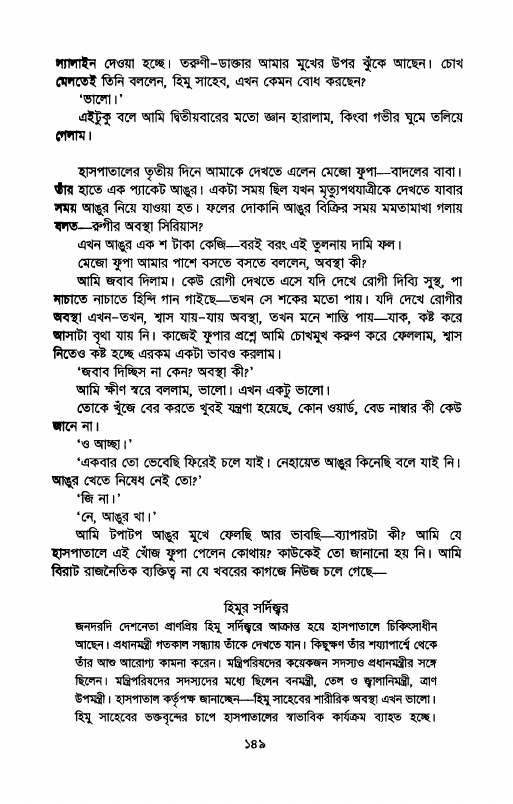 স্যালাইন দেওয়া হচ্ছে। তরুণী-ডাক্তার আমার মুখের উপর ঝুঁকে আছেন। চোখ
মেলতেই তিনি বললেন, হিমু সাহেব, এখন কেমন বোধ করছেন?
‘ভালো।’
এইটুকু বলে আমি দ্বিতীয়বারের মতো জ্ঞান হারালাম, কিংবা গভীর ঘুমে তলিয়ে
গেলাম।
হাসপাতালের তৃতীয় দিনে আমাকে দেখতে এলেন মেজো ফুপা—বাদলের বাবা।
তাঁর হাতে এক প্যাকেট আঙুর। একটা সময় ছিল যখন মৃত্যুপথযাত্রীকে দেখতে যাবার
সময় আঙুর নিয়ে যাওয়া হত। ফলের দোকানি আঙুর বিক্রির সময় মমতামাখা গলায়
বলত—রুগীর অবস্থা সিরিয়াস?
এখন আঙুর এক শ টাকা কেজি—বরই বরং এই তুলনায় দামি ফল।
মেজো ফুপা আমার পাশে বসতে বসতে বললেন, অবস্থা কী?
আমি জবাব দিলাম। কেউ রোগী দেখতে এসে যদি দেখে রোগী দিব্যি সুস্থ, পা
নাচাতে নাচাতে হিন্দি গান গাইছে—তখন সে শকের মতো পায়। যদি দেখে রোগীর
অবস্থা এখন-তখন, শ্বাস যায়-যায় অবস্থা, তখন মনে শান্তি পায়—যাক, কষ্ট করে
আসাটা বৃথা যায় নি। কাজেই ফুপার প্রশ্নে আমি চোখমুখ করুণ করে ফেললাম, শ্বাস
নিতেও কষ্ট হচ্ছে এরকম একটা ভাবও করলাম।
‘জবাব দিচ্ছিস না কেন? অবস্থা কী?’
আমি ক্ষীণ স্বরে বললাম, ভালো। এখন একটু ভালো।
তোকে খুঁজে বের করতে খুবই যন্ত্রণা হয়েছে, কোন ওয়ার্ড, বেড নাম্বার কী কেউ
জানে না।
‘ও আচ্ছা।’
‘একবার তো ভেবেছি ফিরেই চলে যাই। নেহায়েত আঙুর কিনেছি বলে যাই নি।
আঙুর খেতে নিষেধ নেই তো?’
‘জি না।’
‘নে, আঙুর খা।’
আমি টপাটপ আঙুর মুখে ফেলছি আর ভাবছি—ব্যাপারটা কী? আমি যে
হাসপাতালে এই খোঁজ ফুপা পেলেন কোথায়? কাউকেই তো জানানো হয় নি। আমি
বিরাট রাজনৈতিক ব্যক্তিত্ব না যে খবরের কাগজে নিউজ চলে গেছে—
হিমুর সর্দিজ্বর
জনদরদি দেশনেতা প্রাণপ্রিয় হিমু সর্দিজ্বরে আক্রান্ত হয়ে হাসপাতালে চিকিৎসাধীন
আছেন। প্রধানমন্ত্রী গতকাল সন্ধ্যায় তাঁকে দেখতে যান। কিছুক্ষণ তাঁর শয্যাপার্শ্বে থেকে
তাঁর আশু আরোগ্য কামনা করেন। মন্ত্রিপরিষদের কয়েকজন সদস্যও প্রধানমন্ত্রীর সঙ্গে
ছিলেন। মন্ত্রিপরিষদের সদস্যদের মধ্যে ছিলেন বনমন্ত্রী, তেল ও জ্বালানিমন্ত্রী, ত্রাণ
উপমন্ত্রী। হাসপাতাল কর্তৃপক্ষ জানাচ্ছেন—হিমু সাহেবের শারীরিক অবস্থা এখন ভালো।
হিমু সাহেবের ভক্তবৃন্দের চাপে হাসপাতালের স্বাভাবিক কার্যক্রম ব্যাহত হচ্ছে।
১৪৯